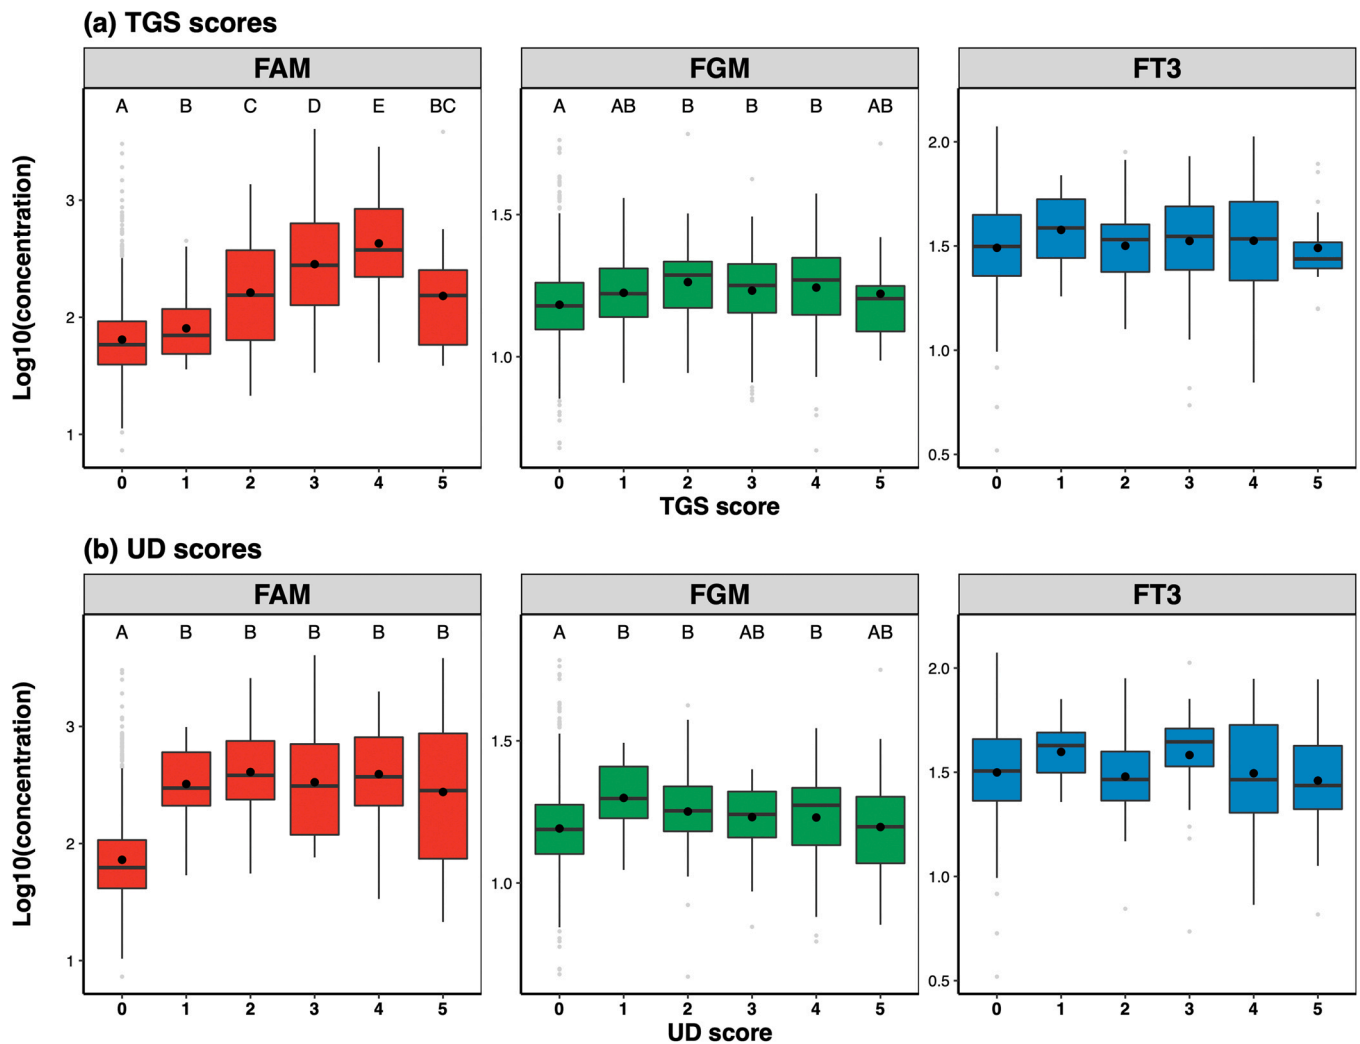 (a) TGS scores
FAM FGM FT3
A B C D E BC A AB B B B AB
Log10(concentration)
3
2
1
1.5
1.0
2.0
1.5
1.0
0.5
0 1 2 3 4 5 0 1 2 3 4 5 0 1 2 3 4 5
TGS score
(b) UD scores
FAM FGM FT3
A B B B B B A B B AB B AB
Log10(concentration)
3
2
1
1.5
1.0
2.0
1.5
1.0
0.5
0 1 2 3 4 5 0 1 2 3 4 5 0 1 2 3 4 5
UD score